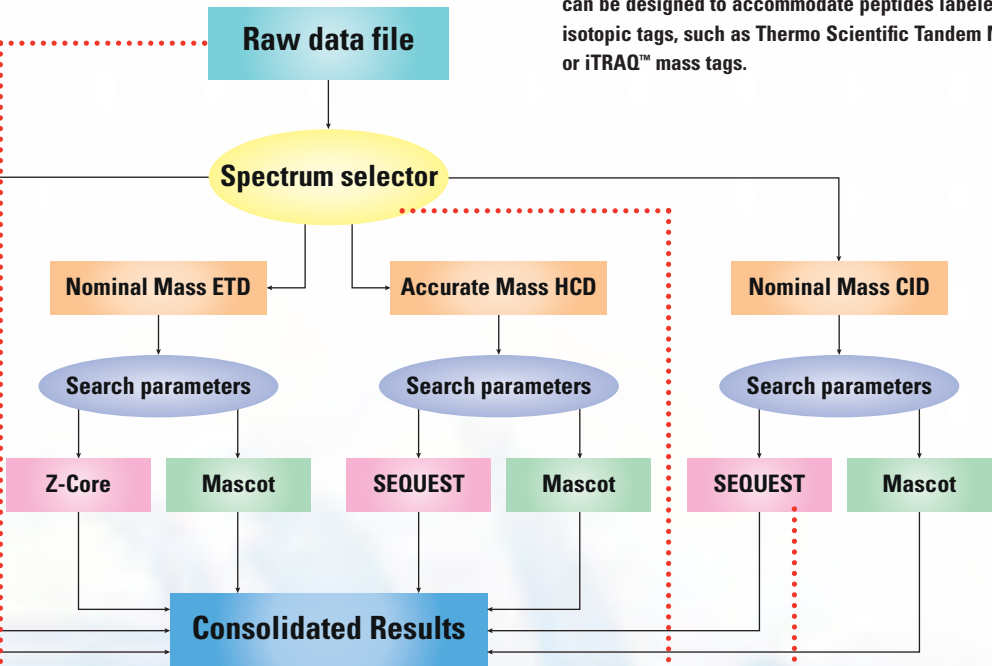 can be designed to accommodate peptides labele
isotopic tags, such as Thermo Scientific Tandem M
or iTRAQ™ mass tags.
Raw data file
Spectrum selector
Nominal Mass ETD
Accurate Mass HCD
Nominal Mass CID
Search parameters
Search parameters
Search parameters
Z-Core
Mascot
SEQUEST
Mascot
SEQUEST
Mascot
Consolidated Results